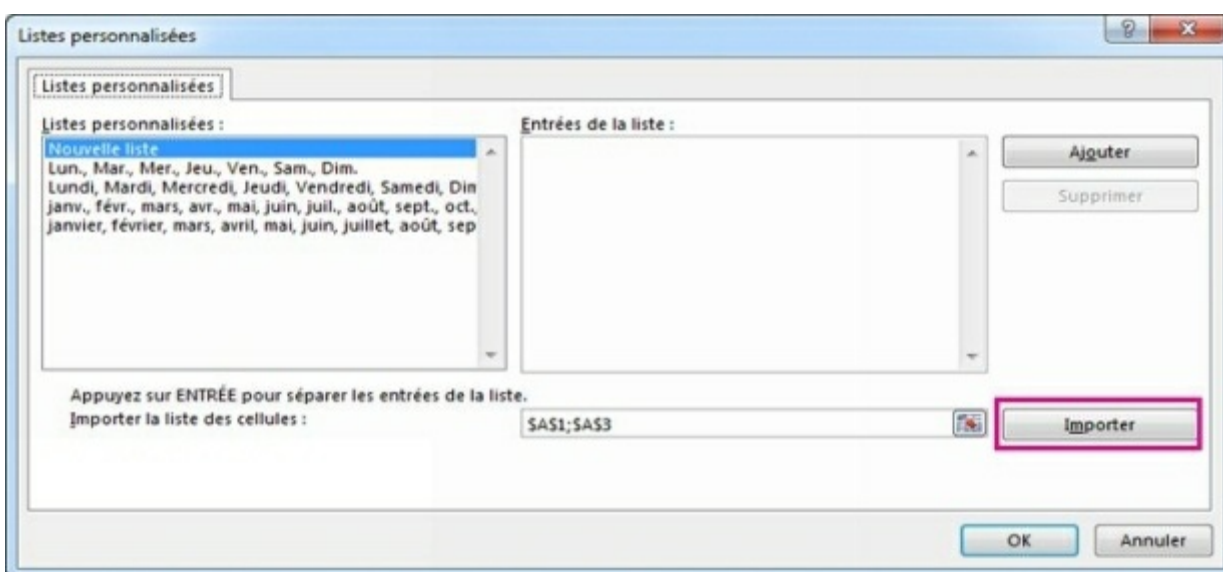 Listes personnalisées
Listes personnalisées
Listes personnalisées :
Entrées de la liste :
Nouvelle liste
Lun., Mar., Mer., Jeu., Ven., Sam., Dim.
Lundi, Mardi, Mercredi, Jeudi, Vendredi, Samedi, Dim
janv., févr., mars, avr., mai, juin, juil., août, sept., oct.,
janvier, février, mars, avril, mai, juin, juillet, août, sep
Ajouter
Supprimer
Appuyez sur ENTRÉE pour séparer les entrées de la liste.
Importer la liste des cellules :
$A$1;$A$3
Importer
OK
Annuler